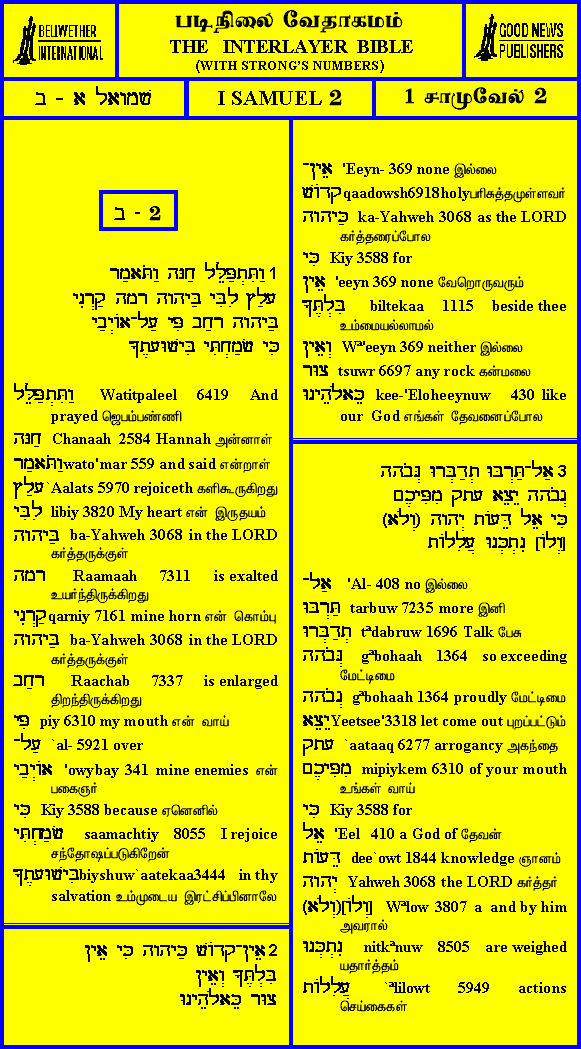 BELLWETHER
INTERNATIONAL
படிநிலை வேதாகமம்
THE INTERLAYER BIBLE
(WITH STRONG'S NUMBERS)
GOOD NEWS
PUBLISHERS
שמואל א - ב
I SAMUEL 2
1 சாமுவேல் 2
ב - 2
1 וַתִּתְפַּלֵּל חַנָּה וַתֹּאמַר
עָלַץ לִבִּי בַּיהוָה רָמָה קַרְנִי
בַּיהוָה רָחַב פִּי עַל־אוֹיְבַי
כִּי שָׂמַחְתִּי בִּישׁוּעָתֶךָ
וַתִּתְפַּלֵּל Watitpaleel 6419 And
prayed ஜெபம்பண்ணி
חַנָּה Chanaah 2584 Hannah அன்னாள்
וַתֹּאמַר wato'mar 559 and said என்றாள்
עָלַץ `Aalats 5970 rejoiceth களிகூருகிறது
לִבִּי libiy 3820 My heart என் இருதயம்
בַּיהוָה ba-Yahweh 3068 in the LORD
கர்த்தருக்குள்
רָמָה Raamaah 7311 is exalted
உயர்ந்திருக்கிறது
קַרְנִי qarniy 7161 mine horn என் கொம்பு
בַּיהוָה ba-Yahweh 3068 in the LORD
கர்த்தருக்குள்
רָחַב Raachab 7337 is enlarged
திறந்திருக்கிறது
פִּי piy 6310 my mouth என் வாய்
עַל־ `al- 5921 over
אוֹיְבַי 'owybay 341 mine enemies என்
பகைஞர்
כִּי Kiy 3588 because ஏனெனில்
שָׂמַחְתִּי saamachtiy 8055 I rejoice
சந்தோஷப்படுகிறேன்
בִּישׁוּעָתֶךָ biyshuw`aatekaa3444 in thy
salvation உம்முடைய இரட்சிப்பினாலே
2 אֵין־קָדוֹשׁ כַּיהוָה כִּי אֵין
בִּלְתֶּךָ וְאֵין
צוּר כֵּאלֹהֵינוּ
אֵין־ 'Eeyn- 369 none இல்லை
קָדוֹשׁ qaadowsh6918holyபரிசுத்தமுள்ளவர்
כַּיהוָה ka-Yahweh 3068 as the LORD
கர்த்தரைப்போல
כִּי Kiy 3588 for
אֵין 'eeyn 369 none வேறொருவரும்
בִּלְתֶּךָ biltekaa 1115 beside thee
உம்மையல்லாமல்
וְאֵין Wª'eeyn 369 neither இல்லை
צוּר tsuwr 6697 any rock கன்மலை
כֵּאלֹהֵינוּ kee-'Eloheeynuw 430 like
our God எங்கள் தேவனைப்போல
3 אַל־תַּרְבּוּ תְדַבְּרוּ גְּבֹהָה
גְבֹהָה יֵצֵא עָתָק מִפִּיכֶם
כִּי אֵל דֵּעוֹת יְהוָה (וְלֹא)
[וְלוֹ] נִתְכְּנוּ עֲלִלוֹת
אַל־ 'Al- 408 no இல்லை
תַּרְבּוּ tarbuw 7235 more இனி
תְדַבְּרוּ tªdabruw 1696 Talk பேசு
גְּבֹהָה gªbohaah 1364 so exceeding
மேட்டிமை
גְבֹהָה gªbohaah 1364 proudly மேட்டிமை
יֵצֵא Yeetsee'3318 let come out புறப்பட்டும்
עָתָק `aataaq 6277 arrogancy அகந்தை
מִפִּיכֶם mipiykem 6310 of your mouth
உங்கள் வாய்
כִּי Kiy 3588 for
אֵל 'Eel 410 a God of தேவன்
דֵּעוֹת dee`owt 1844 knowledge ஞானம்
יְהוָה Yahweh 3068 the LORD கர்த்தர்
(וְלֹא)[וְלוֹ] Wªlow 3807 a and by him
அவரால்
נִתְכְּנוּ nitkªnuw 8505 are weighed
யதார்த்தம்
עֲלִלוֹת `ªlilowt 5949 actions
செய்கைகள்